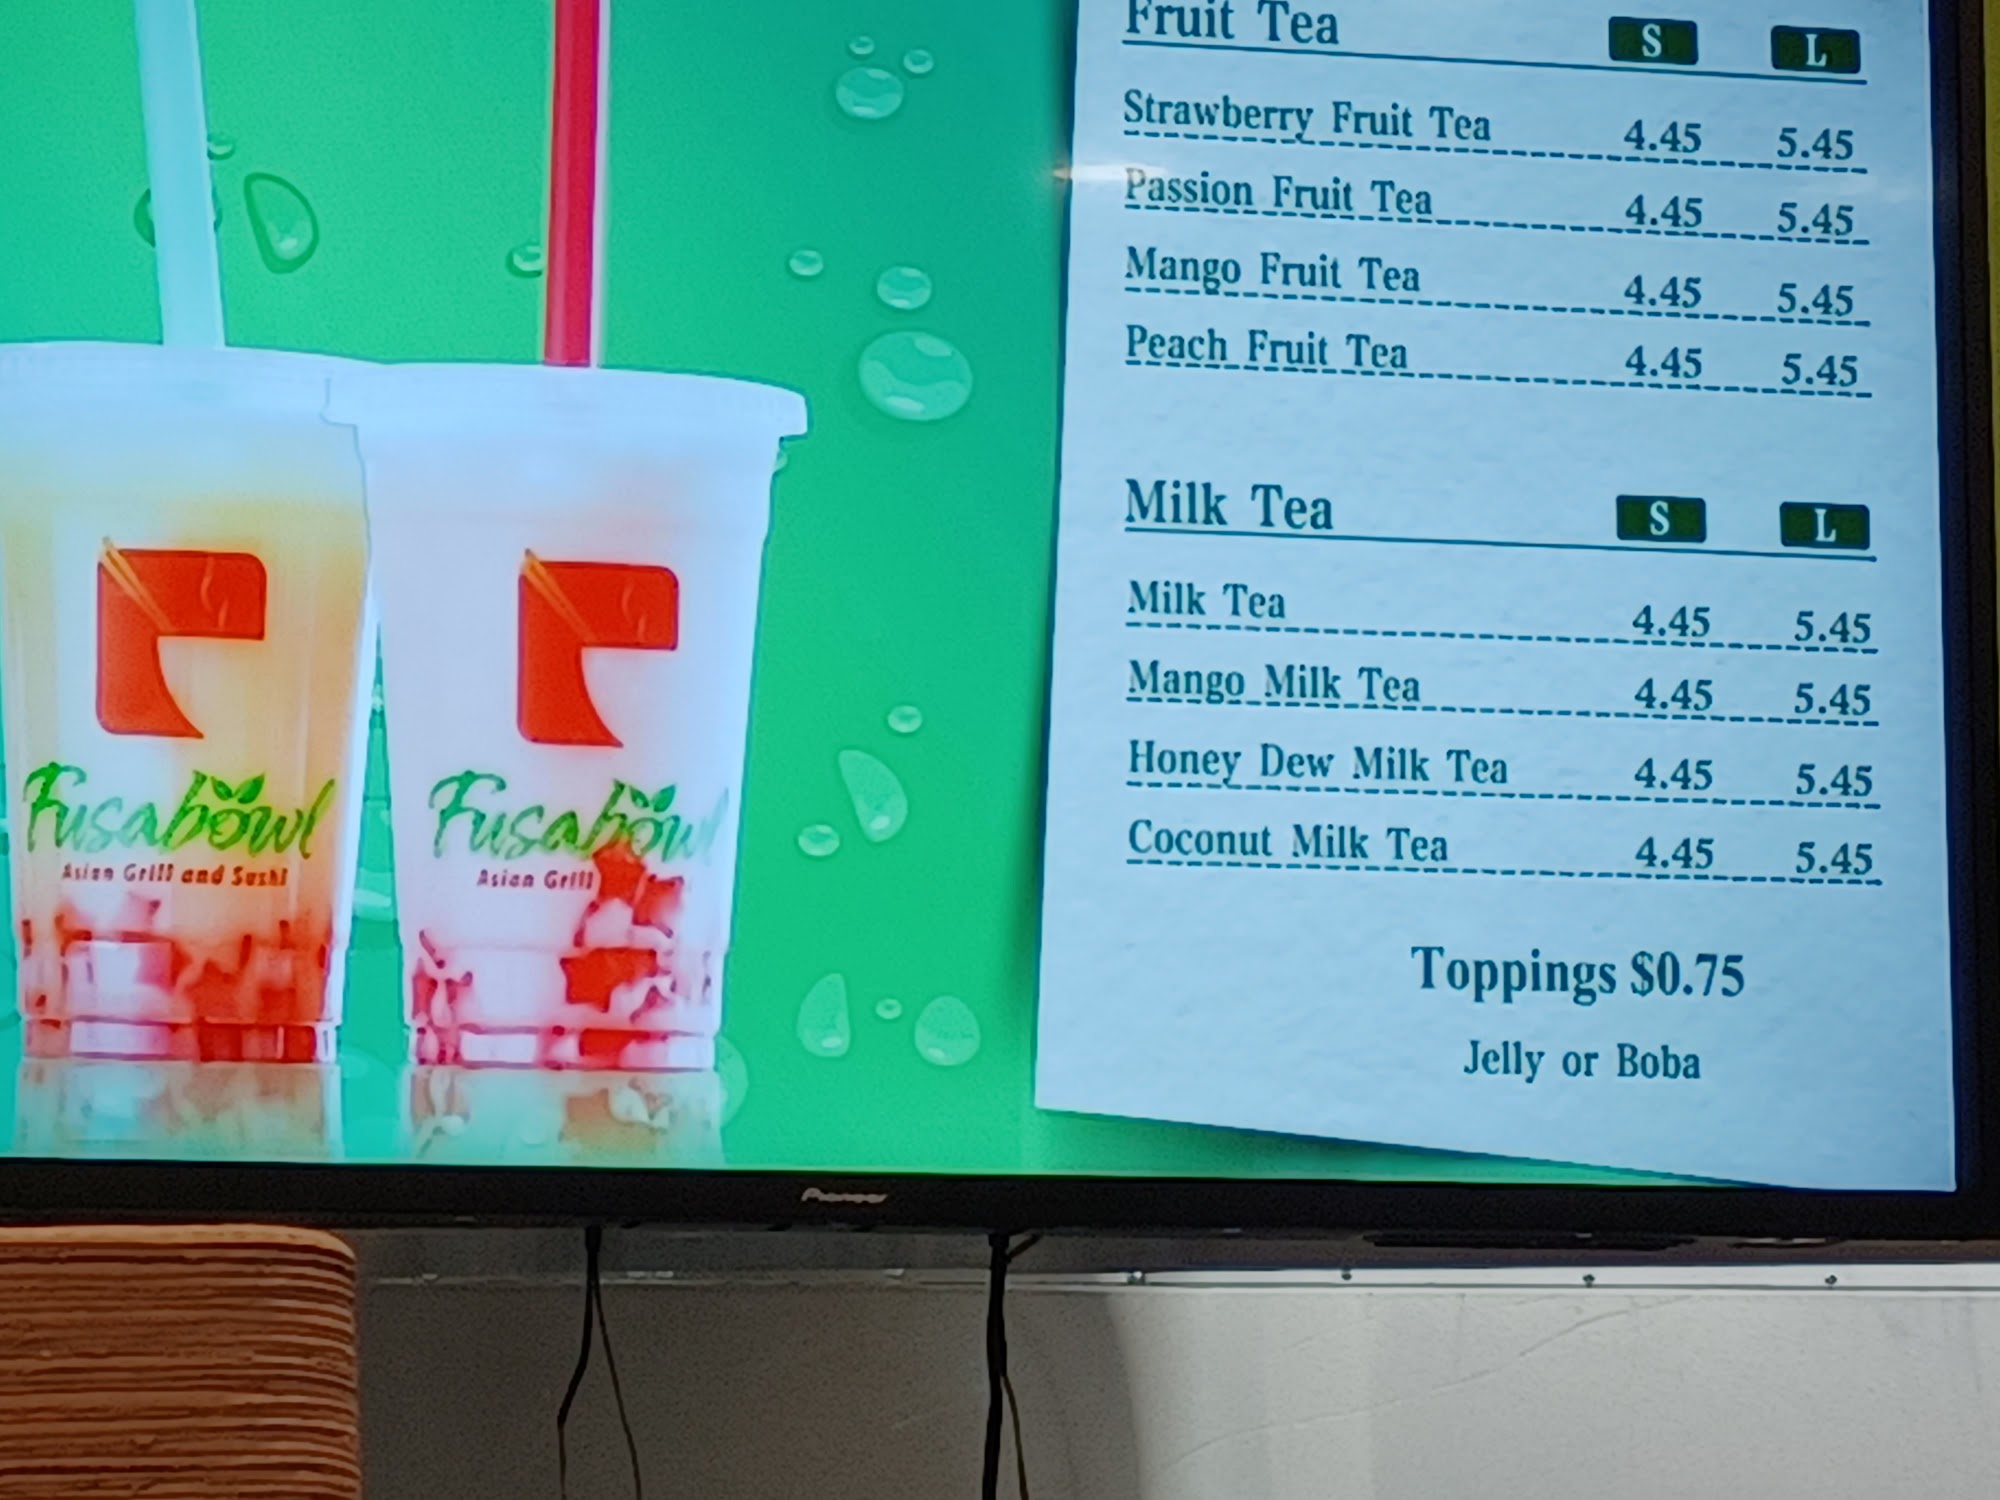 Fruit Tea S L
Strawberry Fruit Tea 4.45 5.45
Passion Fruit Tea 4.45 5.45
Mango Fruit Tea 4.45 5.45
Peach Fruit Tea 4.45 5.45
Milk Tea S L
Milk Tea 4.45 5.45
Mango Milk Tea 4.45 5.45
Honey Dew Milk Tea 4.45 5.45
Coconut Milk Tea 4.45 5.45
Toppings $0.75
Jelly or Boba
Fusabowl
Asian Grill and Sushi
Fusabowl
Asian Grill
Pioneer